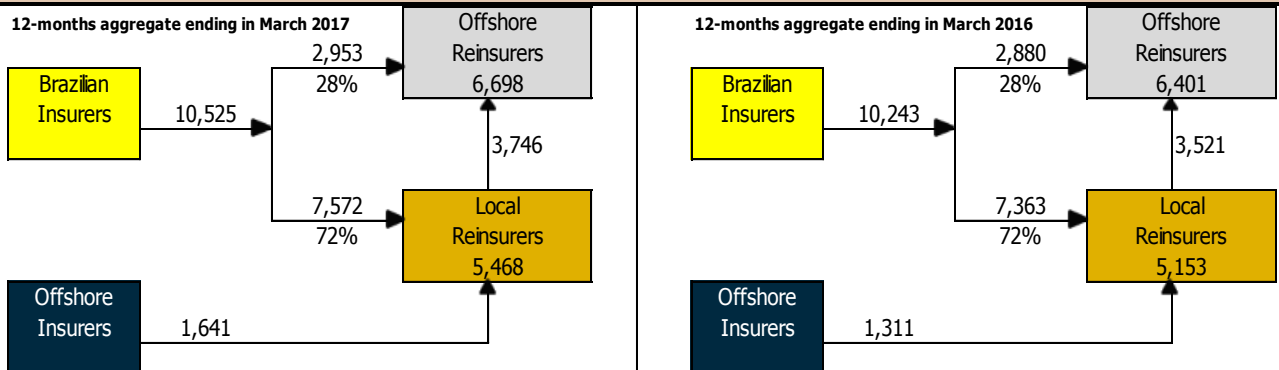 12-months aggregate ending in March 2017
Offshore
Reinsurers
6,698
2,953
28%
Brazilian
Insurers
10,525
3,746
7,572
72%
Local
Reinsurers
5,468
Offshore
Insurers
1,641
12-months aggregate ending in March 2016
Offshore
Reinsurers
6,401
2,880
28%
Brazilian
Insurers
10,243
3,521
7,363
72%
Local
Reinsurers
5,153
Offshore
Insurers
1,311